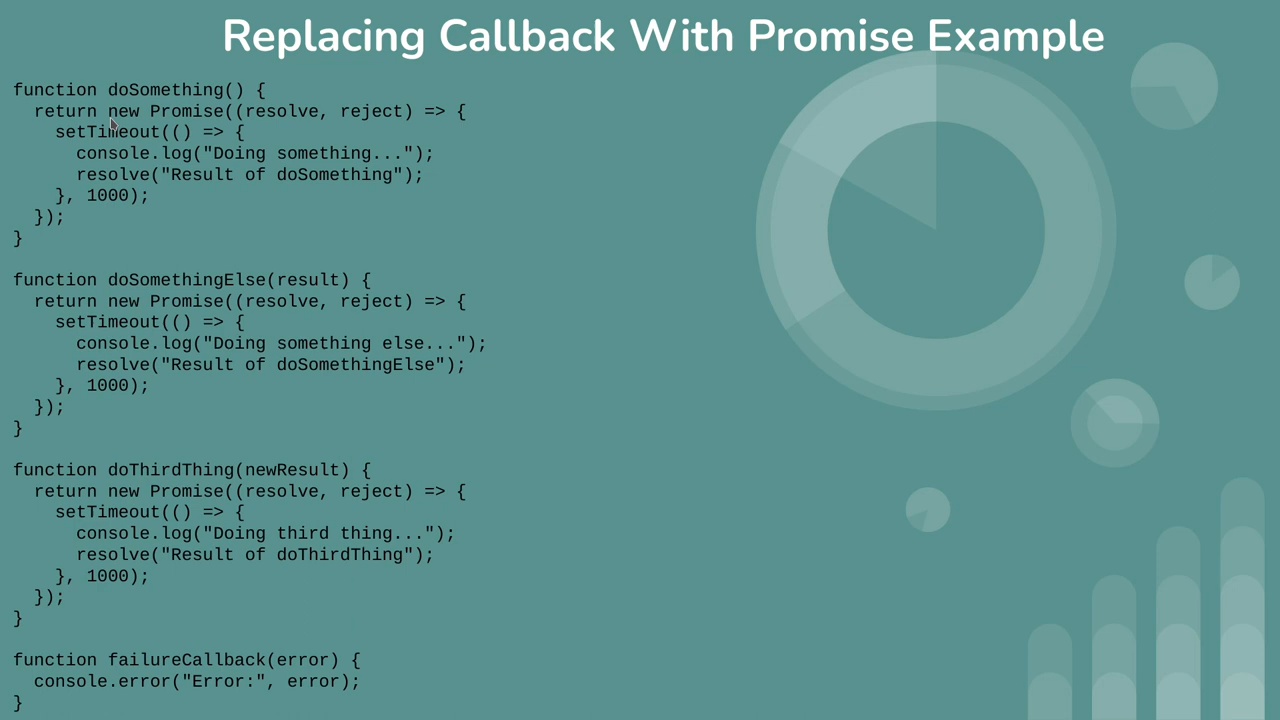 Replacing Callback With Promise Example
function doSomething() {
  return new Promise((resolve, reject) => {
    setTimeout(() => {
      console.log("Doing something...");
      resolve("Result of doSomething");
    }, 1000);
  });
}
function doSomethingElse(result) {
  return new Promise((resolve, reject) => {
    setTimeout(() => {
      console.log("Doing something else...");
      resolve("Result of doSomethingElse");
    }, 1000);
  });
}
function doThirdThing(newResult) {
  return new Promise((resolve, reject) => {
    setTimeout(() => {
      console.log("Doing third thing...");
      resolve("Result of doThirdThing");
    }, 1000);
  });
}
function failureCallback(error) {
  console.error("Error:", error);
}